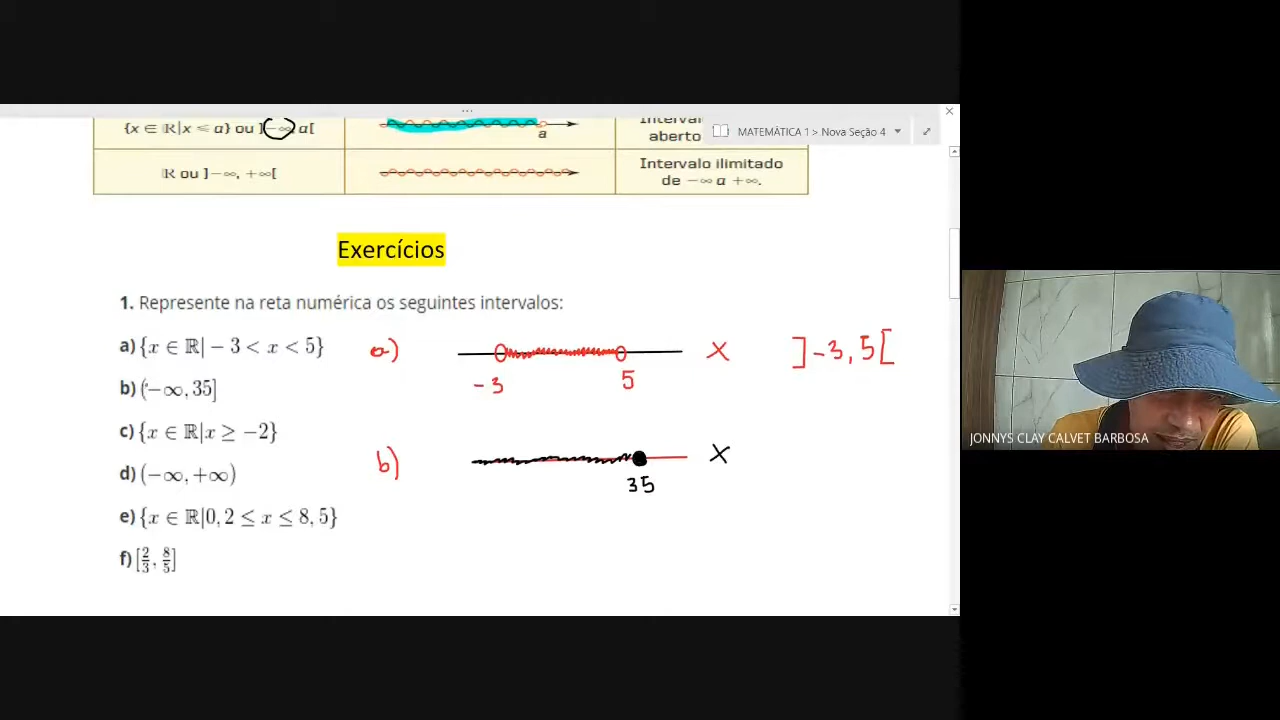 {x ∈ ℝ|x ⩽ a} ou ]−∞, a[
a
Interval
aberto
MATEMÁTICA 1 > Nova Seção 4
ℝ ou ]−∞, +∞[
Intervalo ilimitado
de −∞ a +∞.
Exercícios
1. Represente na reta numérica os seguintes intervalos:
a) {x ∈ ℝ| − 3 < x < 5}
a)
-3
5
x
]-3, 5[
b) (−∞, 35]
c) {x ∈ ℝ|x ≥ −2}
b)
35
x
d) (−∞, +∞)
e) {x ∈ ℝ|0, 2 ≤ x ≤ 8, 5}
f) [2/3, 8/5]
JONNYS CLAY CALVET BARBOSA